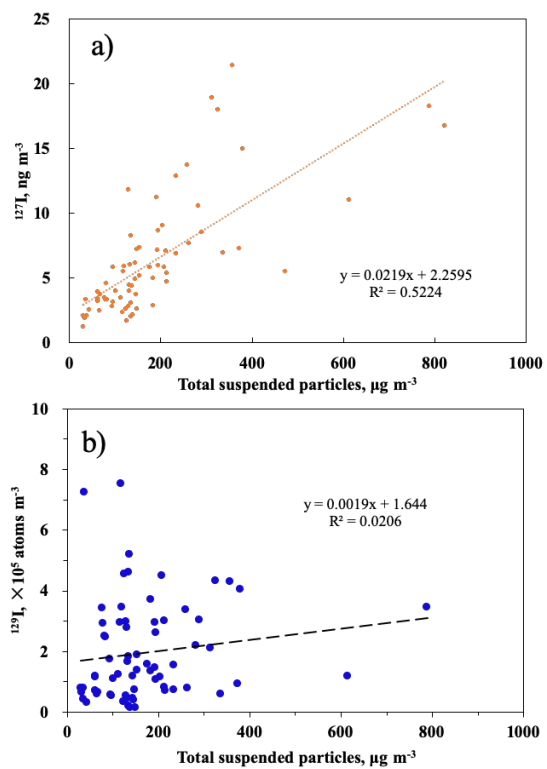 a)
25
20
15
10
5
0
¹²⁷I, ng m⁻³
y = 0.0219x + 2.2595
R² = 0.5224
0 200 400 600 800 1000
Total suspended particles, µg m⁻³
b)
10
8
6
4
2
0
¹²⁹I, ×10⁵ atoms m⁻³
y = 0.0019x + 1.644
R² = 0.0206
0 200 400 600 800 1000
Total suspended particles, µg m⁻³